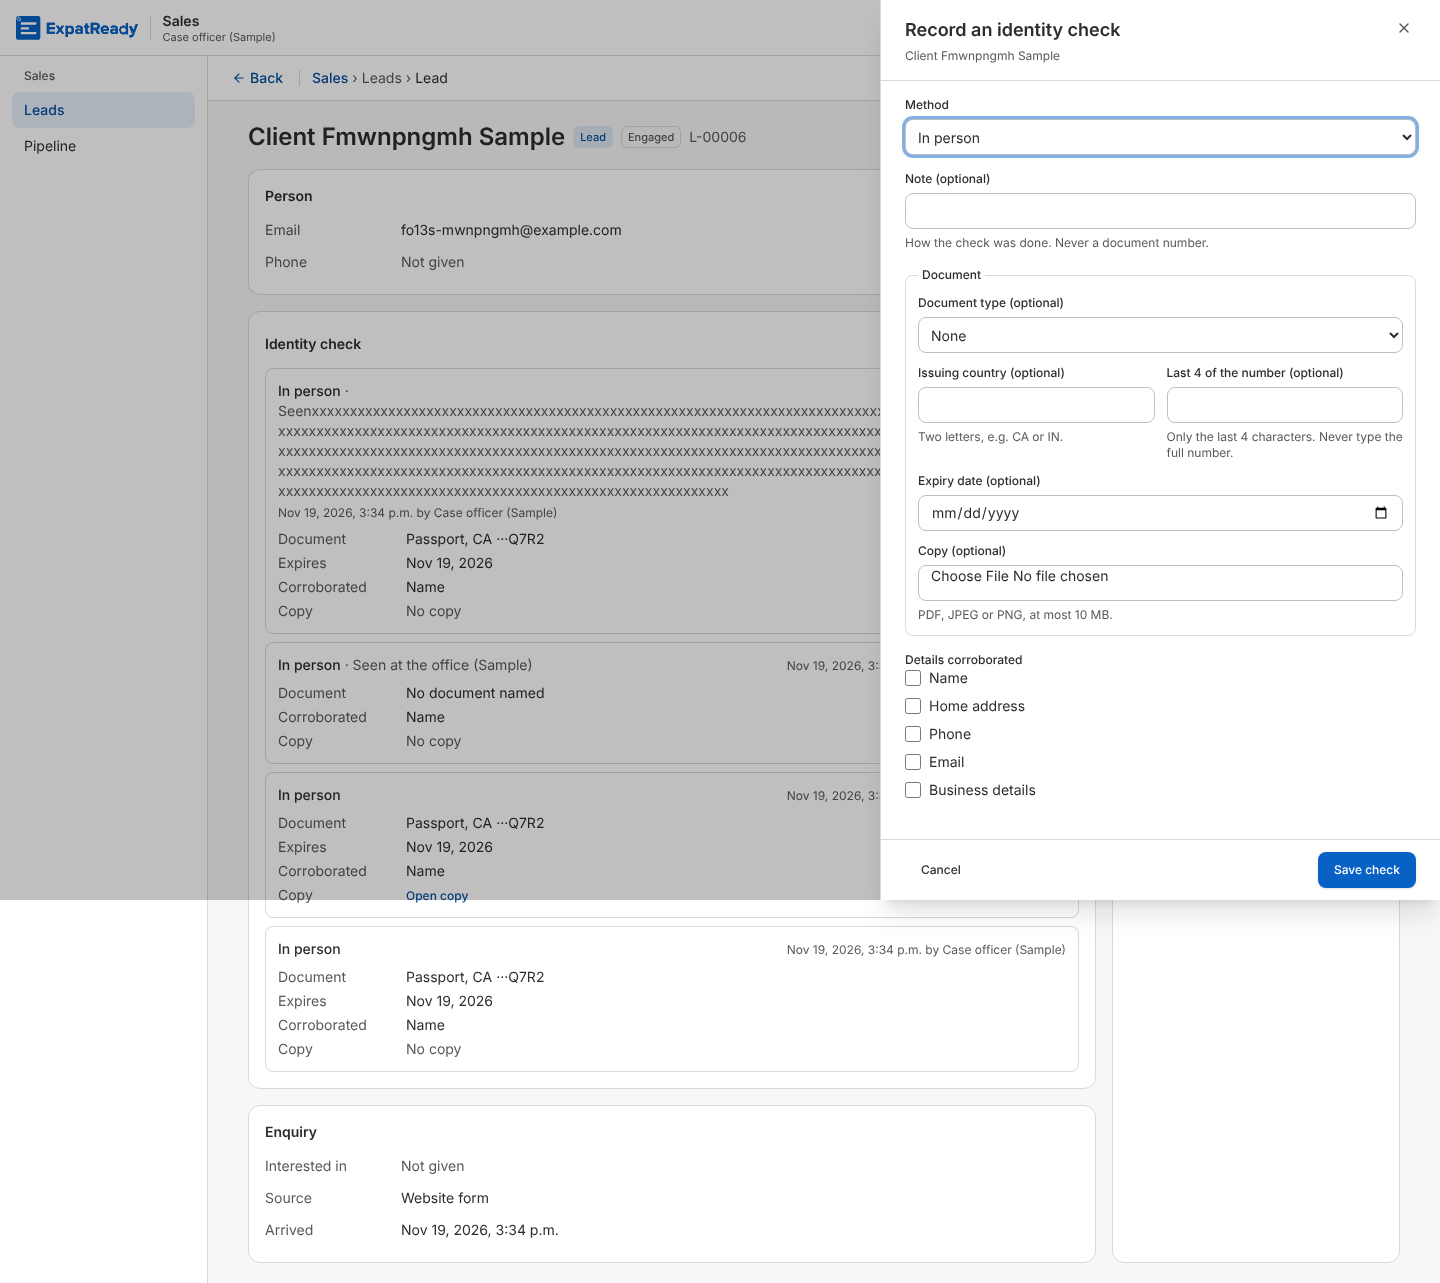 ExpatReady
Sales
Case officer (Sample)
Sales
Leads
Pipeline
← Back
Sales › Leads › Lead
Client Fmwnpngmh Sample
Lead
Engaged
L-00006
Person
Email
fo13s-mwnpngmh@example.com
Phone
Not given
Identity check
In person ·
Nov 19, 2026, 3:34 p.m. by Case officer (Sample)
Document
Passport, CA ···Q7R2
Expires
Nov 19, 2026
Corroborated
Name
Copy
No copy
In person · Seen at the office (Sample)
Nov 19, 2026, 3:
Document
No document named
Corroborated
Name
Copy
No copy
In person
Nov 19, 2026, 3:
Document
Passport, CA ···Q7R2
Expires
Nov 19, 2026
Corroborated
Name
Copy
Open copy
In person
Nov 19, 2026, 3:34 p.m. by Case officer (Sample)
Document
Passport, CA ···Q7R2
Expires
Nov 19, 2026
Corroborated
Name
Copy
No copy
Enquiry
Interested in
Not given
Source
Website form
Arrived
Nov 19, 2026, 3:34 p.m.
Record an identity check
Client Fmwnpngmh Sample
Method
In person
Note (optional)
How the check was done. Never a document number.
Document
Document type (optional)
None
Issuing country (optional)
Two letters, e.g. CA or IN.
Last 4 of the number (optional)
Only the last 4 characters. Never type the
full number.
Expiry date (optional)
mm/dd/yyyy
Copy (optional)
Choose File No file chosen
PDF, JPEG or PNG, at most 10 MB.
Details corroborated
Name
Home address
Phone
Email
Business details
Cancel
Save check